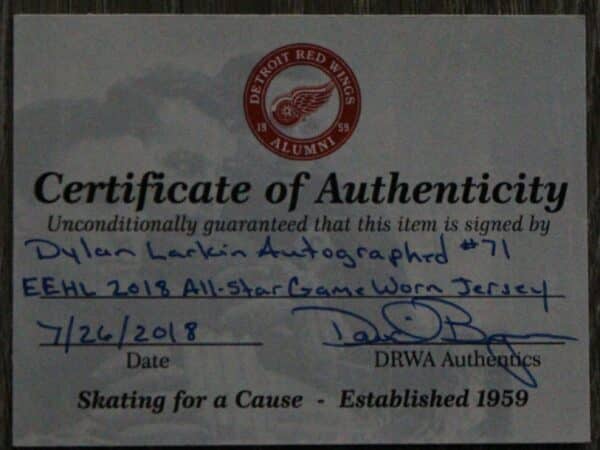 DETROIT RED WINGS
19 59
ALUMNI
Certificate of Authenticity
Unconditionally guaranteed that this item is signed by
Dylan Larkin Autographed #71
EEHL 2018 All-Star Game Worn Jersey
7/26/2018
Date DRWA Authentics
Skating for a Cause - Established 1959